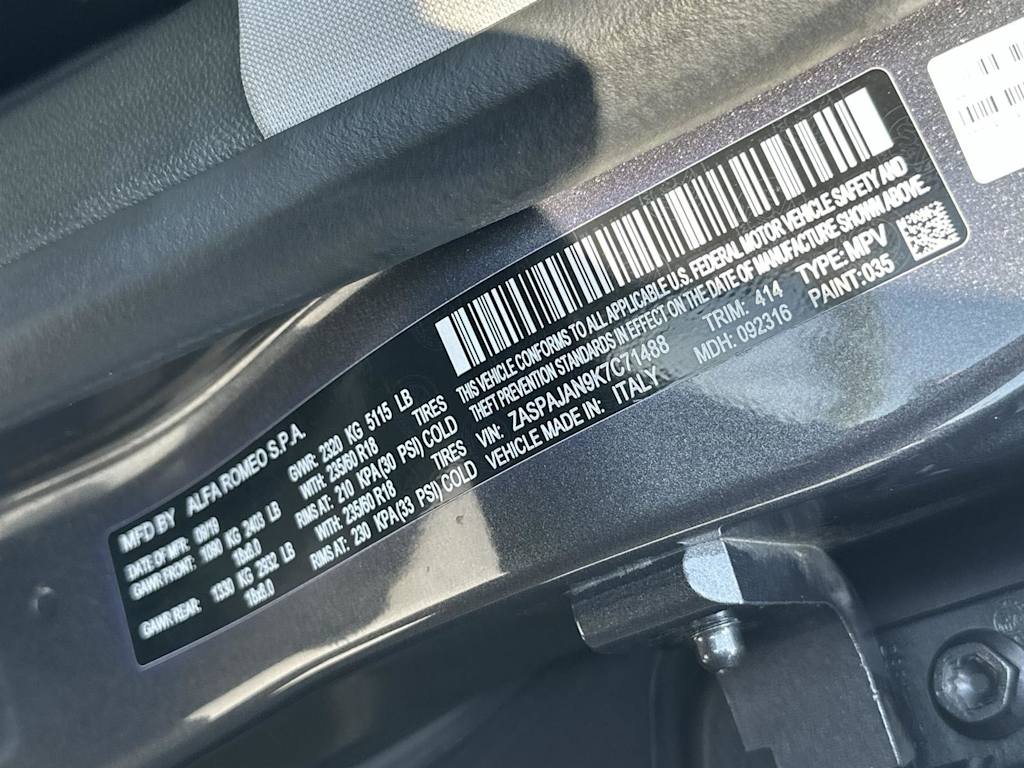 MFD BY ALFA ROMEO S.P.A.
DATE OF MFR: GWR: 2320 KG 5115 LB
GAWR FRONT: 1090 KG 2403 LB WITH: 235/60 R18 TIRES
18x8.0 RIMS AT: 210 KPA(30 PSI) COLD
GAWR REAR: 1330 KG 2932 LB WITH: 235/60 R18 TIRES
18x8.0 RIMS AT: 230 KPA(33 PSI) COLD
THIS VEHICLE CONFORMS TO ALL APPLICABLE U.S. FEDERAL MOTOR VEHICLE SAFETY AND
THEFT PREVENTION STANDARDS IN EFFECT ON THE DATE OF MANUFACTURE SHOWN ABOVE.
VIN: ZASPAJAN9K7C71488 TRIM: 414 TYPE: MPV
VEHICLE MADE IN: ITALY MDH: 092316 PAINT: 035